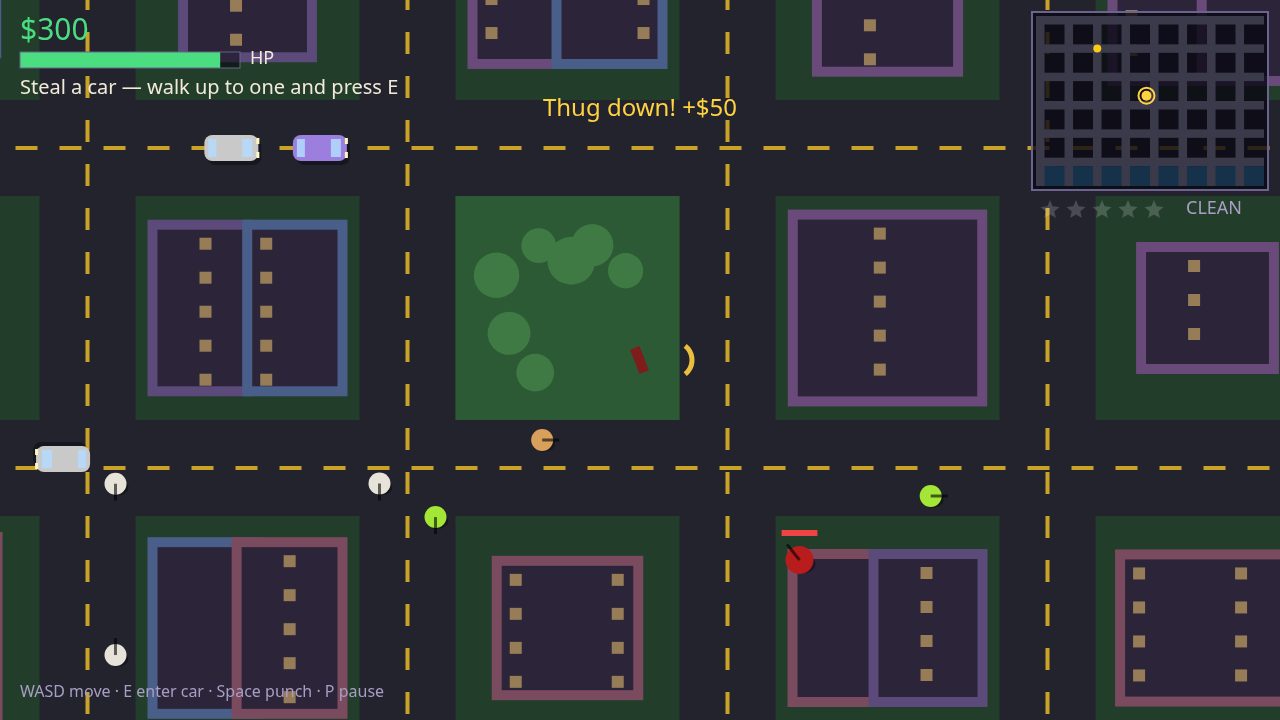 $300
HP
Steal a car — walk up to one and press E
Thug down! +$50
CLEAN
WASD move · E enter car · Space punch · P pause